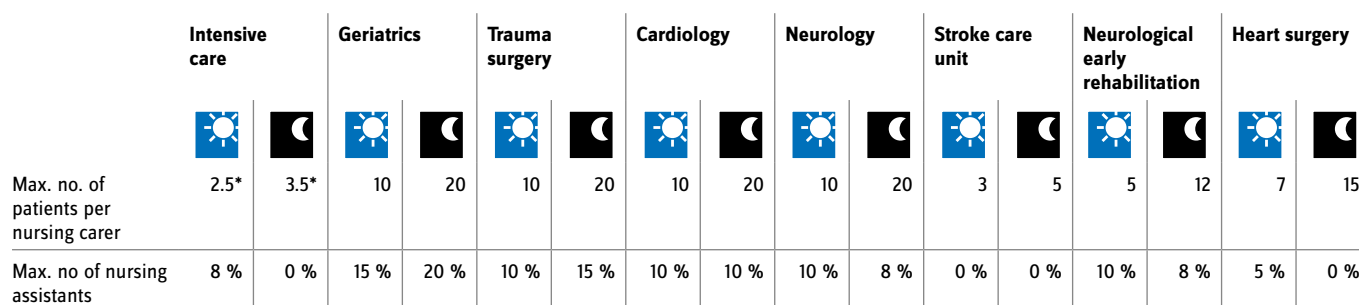 Intensive care Geriatrics Trauma surgery Cardiology Neurology Stroke care unit Neurological early rehabilitation Heart surgery
Max. no. of patients per nursing carer 2.5* 3.5* 10 20 10 20 10 20 10 20 3 5 5 12 7 15
Max. no of nursing assistants 8 % 0 % 15 % 20 % 10 % 15 % 10 % 10 % 10 % 8 % 0 % 0 % 10 % 8 % 5 % 0 %